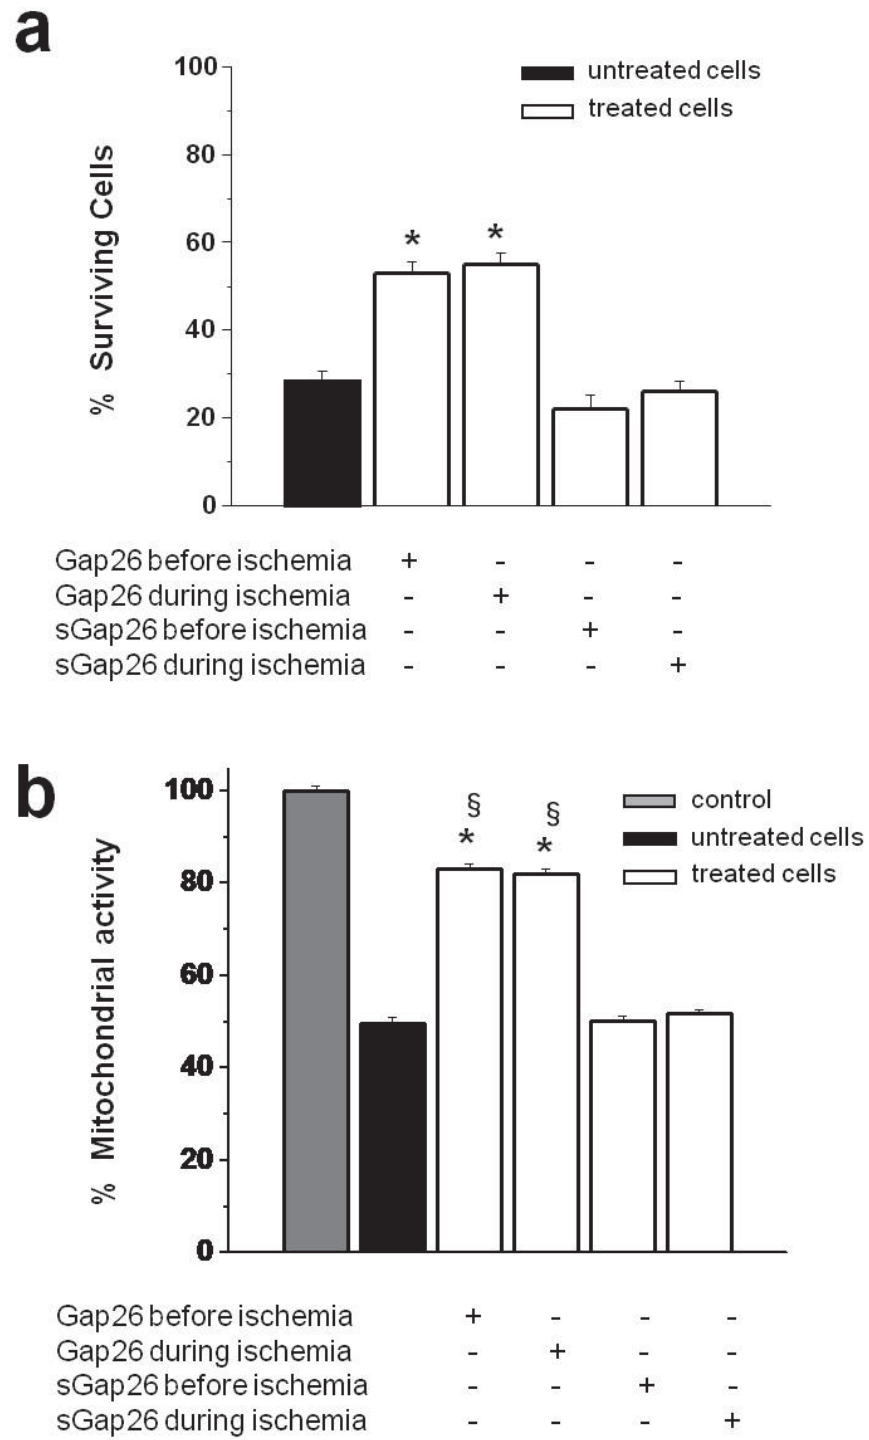 a
100
80
60
40
20
0
% Surviving Cells
untreated cells
treated cells
* *
Gap26 before ischemia + - - -
Gap26 during ischemia - + - -
sGap26 before ischemia - - + -
sGap26 during ischemia - - - +
b
100
80
60
40
20
0
% Mitochondrial activity
control
untreated cells
treated cells
§ §
* *
Gap26 before ischemia + - - -
Gap26 during ischemia - + - -
sGap26 before ischemia - - + -
sGap26 during ischemia - - - +